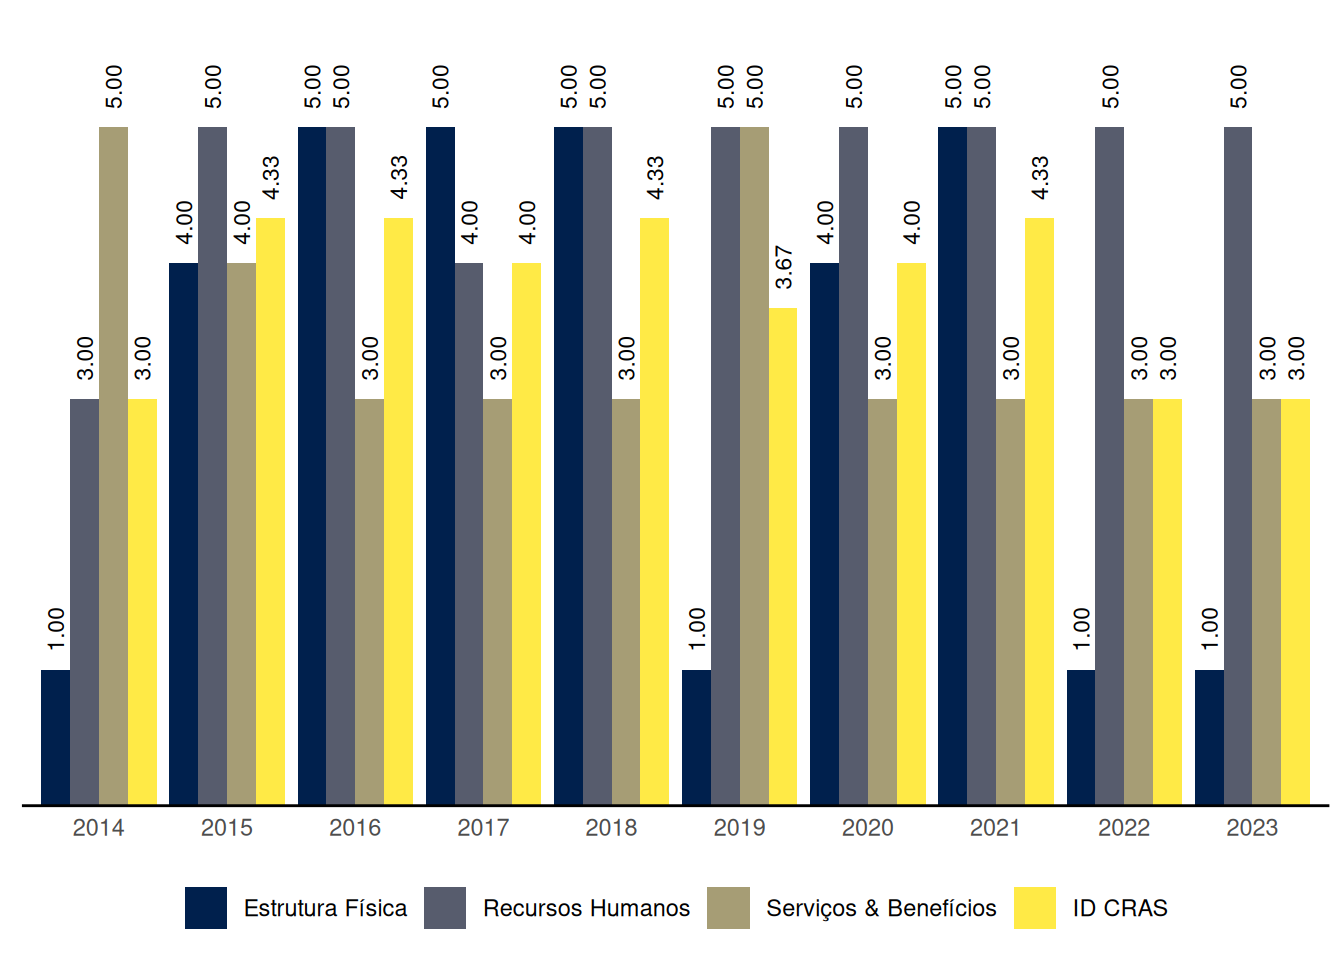 5.00 5.00 5.00 5.00 5.00 5.00 5.00 5.00 5.00 5.00 5.00 5.00 5.00 5.00
4.33 4.33 4.33 4.33
4.00 4.00 4.00 4.00 4.00 4.00
3.67
3.00 3.00 3.00 3.00 3.00 3.00 3.00 3.00 3.00 3.00 3.00
1.00 1.00 1.00 1.00
2014 2015 2016 2017 2018 2019 2020 2021 2022 2023
Estrutura Física Recursos Humanos Serviços & Benefícios ID CRAS